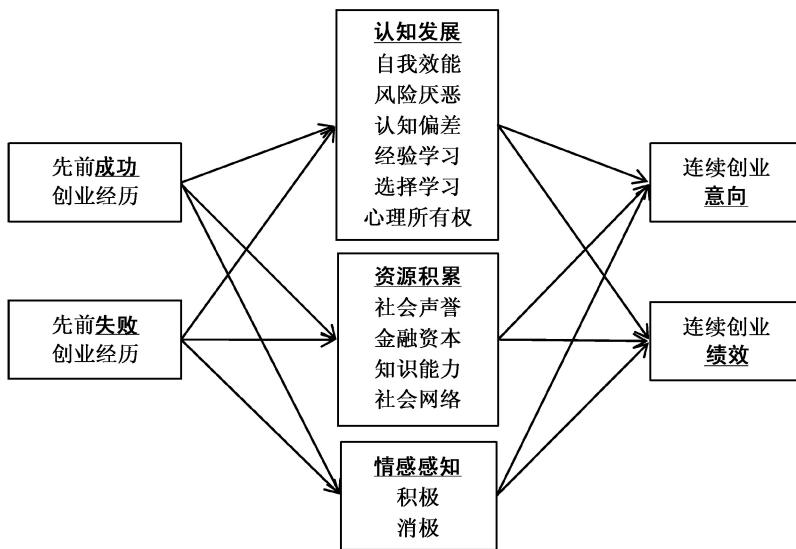 先前成功
创业经历
先前失败
创业经历
认知发展
自我效能
风险厌恶
认知偏差
经验学习
选择学习
心理所有权
资源积累
社会声誉
金融资本
知识能力
社会网络
情感感知
积极
消极
连续创业
意向
连续创业
绩效